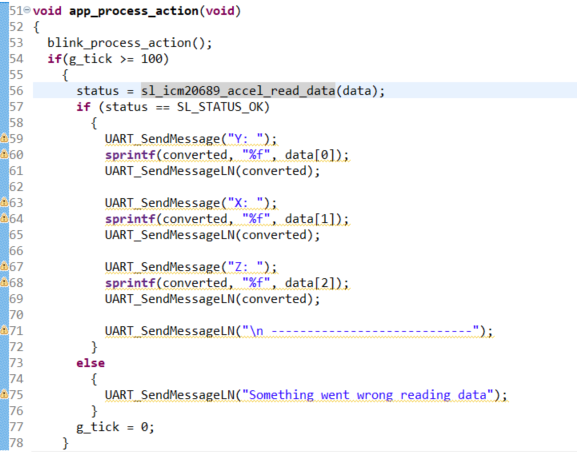 51 void app_process_action(void)
52 {
53   blink_process_action();
54   if(g_tick >= 100)
55     {
56       status = sl_icm20689_accel_read_data(data);
57       if (status == SL_STATUS_OK)
58         {
59           UART_SendMessage("Y: ");
60           sprintf(converted, "%f", data[0]);
61           UART_SendMessageLN(converted);
62
63           UART_SendMessage("X: ");
64           sprintf(converted, "%f", data[1]);
65           UART_SendMessageLN(converted);
66
67           UART_SendMessage("Z: ");
68           sprintf(converted, "%f", data[2]);
69           UART_SendMessageLN(converted);
70
71           UART_SendMessageLN("\n ----------------------------");
72         }
73       else
74         {
75           UART_SendMessageLN("Something went wrong reading data");
76         }
77       g_tick = 0;
78     }